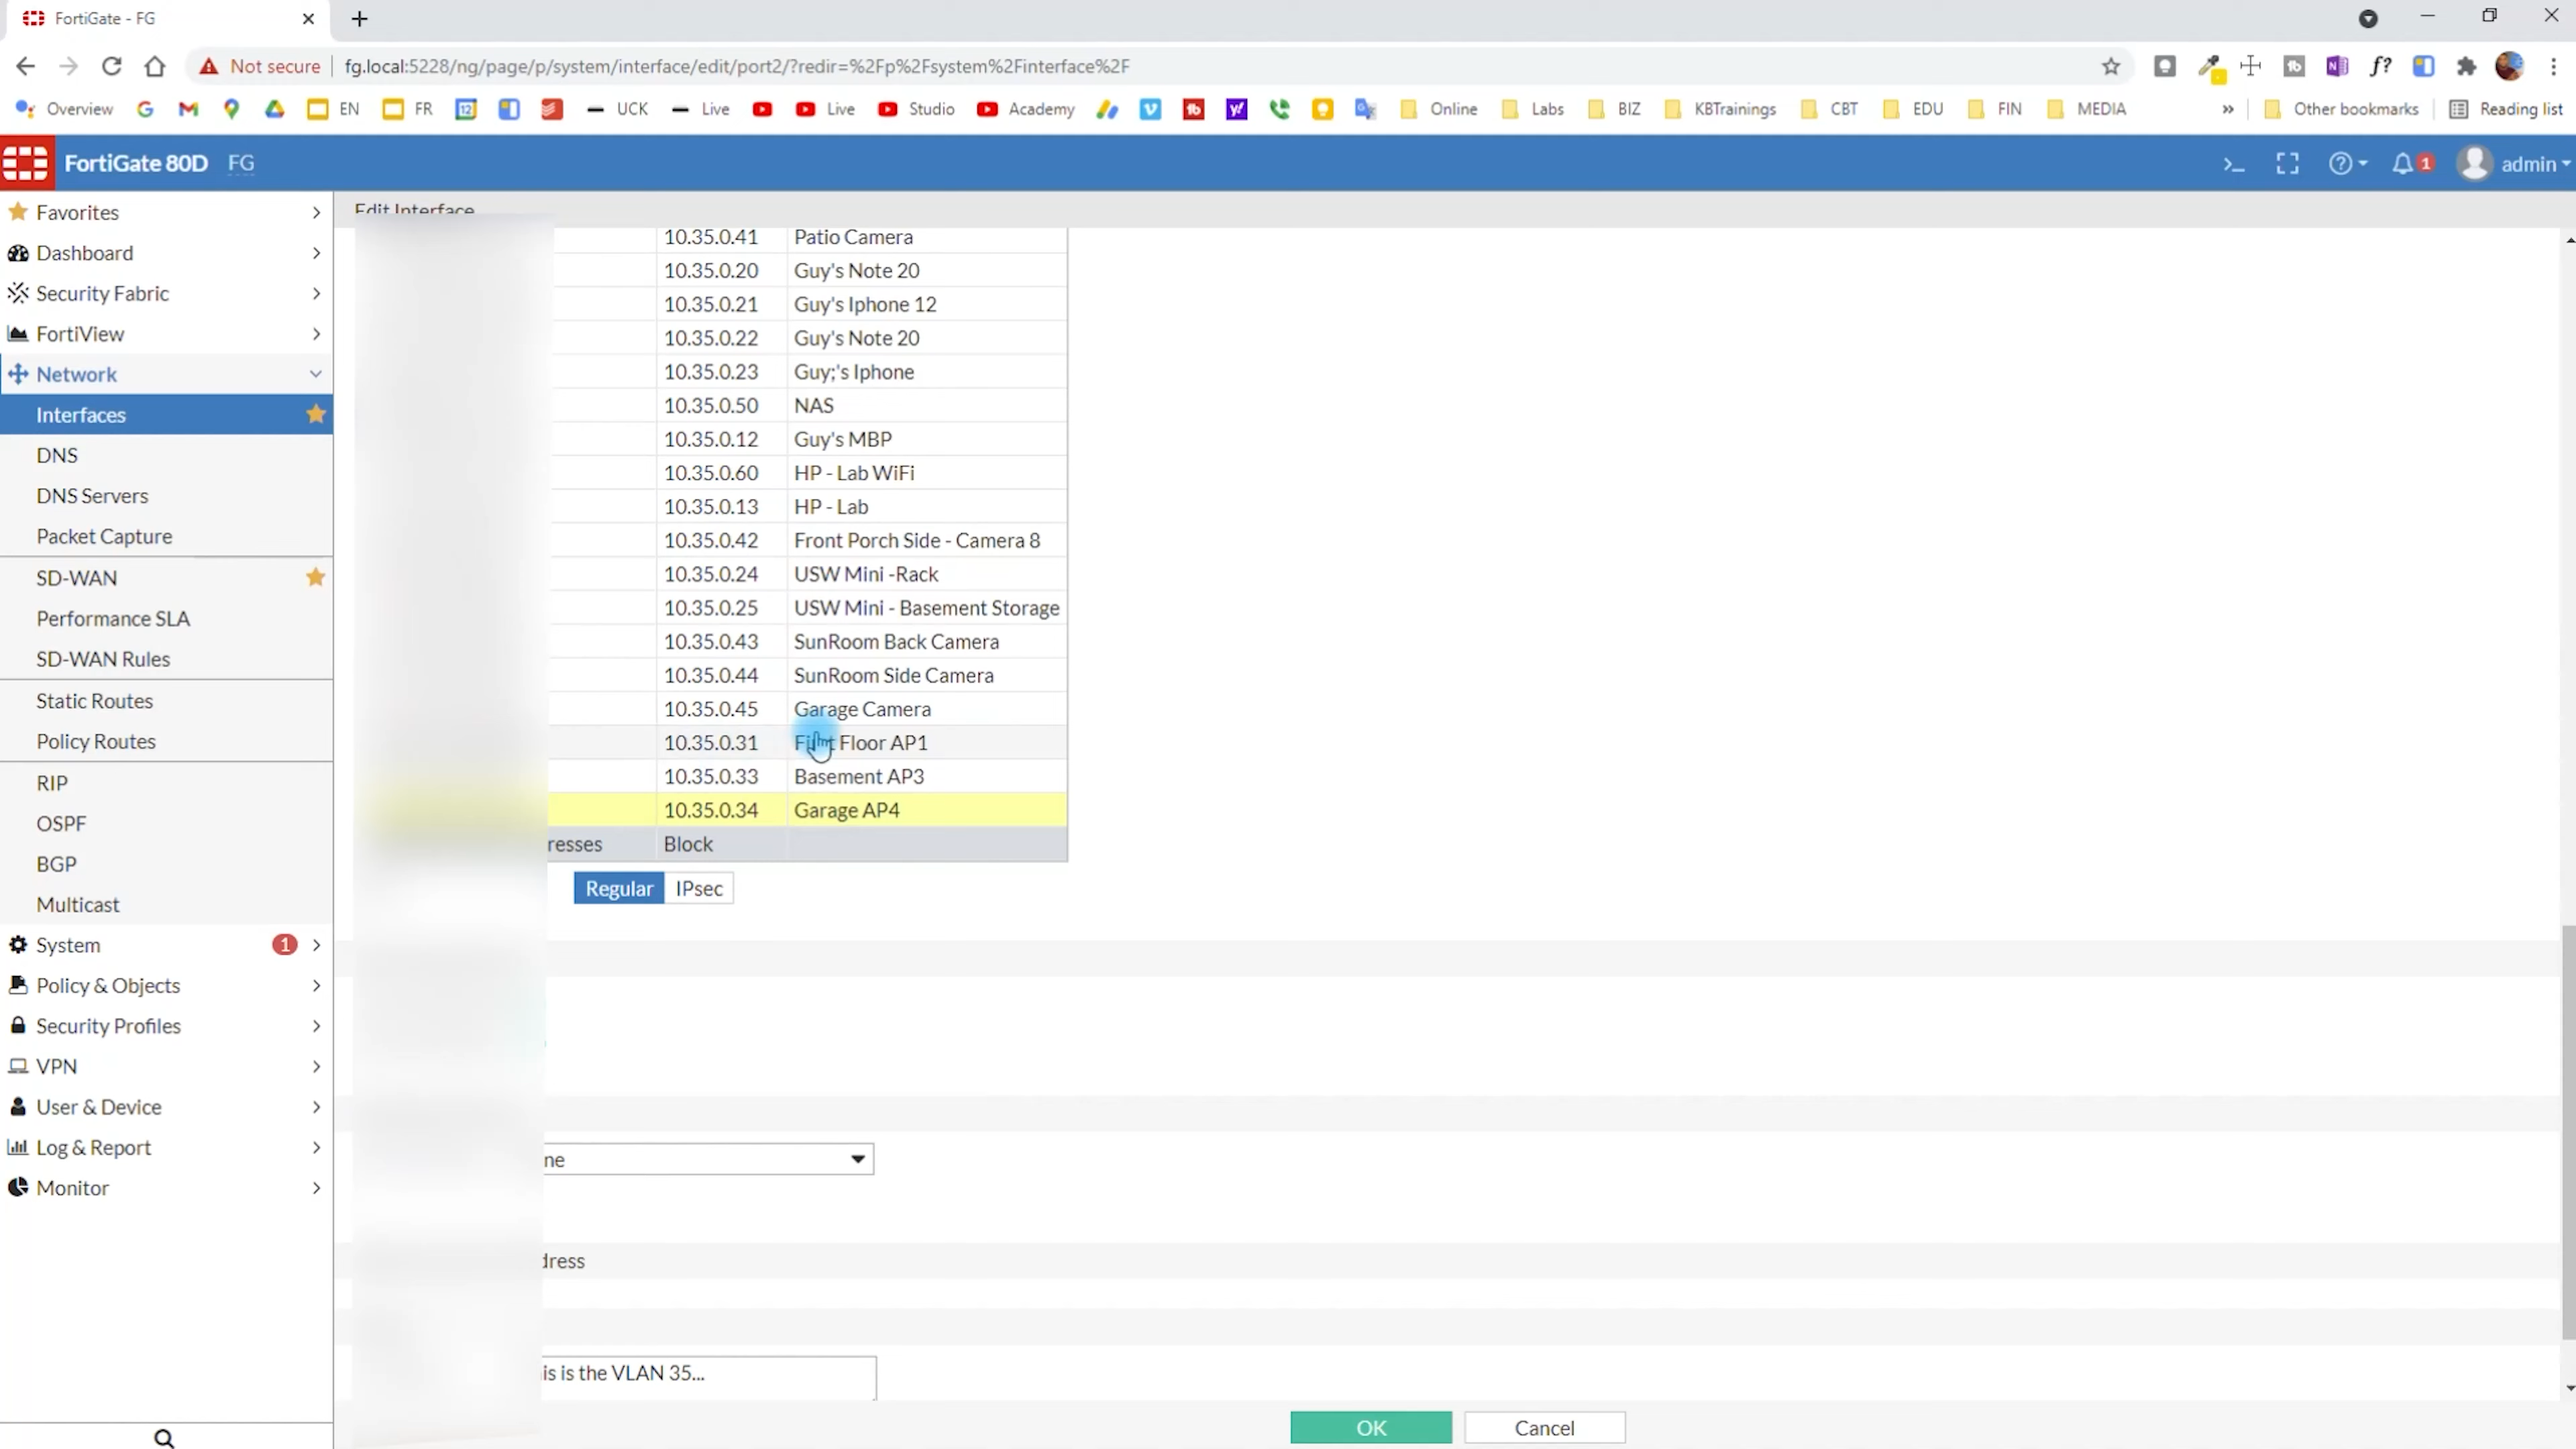 FortiGate - FG
Not secure
fg.local:5228/ng/page/p/system/interface/edit/port2/?redir=%2Fp%2Fsystem%2Finterface%2F
Overview EN FR 12 UCK Live Live Studio Academy Online Labs BIZ KBTrainings CBT EDU FIN MEDIA » Other bookmarks Reading list
FortiGate 80D FG
>_ 1 admin
Favorites
Dashboard
Security Fabric
FortiView
Network
Interfaces
DNS
DNS Servers
Packet Capture
SD-WAN
Performance SLA
SD-WAN Rules
Static Routes
Policy Routes
RIP
OSPF
BGP
Multicast
System 1
Policy & Objects
Security Profiles
VPN
User & Device
Log & Report
Monitor
Edit Interface
10.35.0.41 Patio Camera
10.35.0.20 Guy's Note 20
10.35.0.21 Guy's Iphone 12
10.35.0.22 Guy's Note 20
10.35.0.23 Guy;'s Iphone
10.35.0.50 NAS
10.35.0.12 Guy's MBP
10.35.0.60 HP - Lab WiFi
10.35.0.13 HP - Lab
10.35.0.42 Front Porch Side - Camera 8
10.35.0.24 USW Mini -Rack
10.35.0.25 USW Mini - Basement Storage
10.35.0.43 SunRoom Back Camera
10.35.0.44 SunRoom Side Camera
10.35.0.45 Garage Camera
10.35.0.31 First Floor AP1
10.35.0.33 Basement AP3
10.35.0.34 Garage AP4
resses Block
Regular IPsec
ne
dress
is is the VLAN 35...
OK Cancel